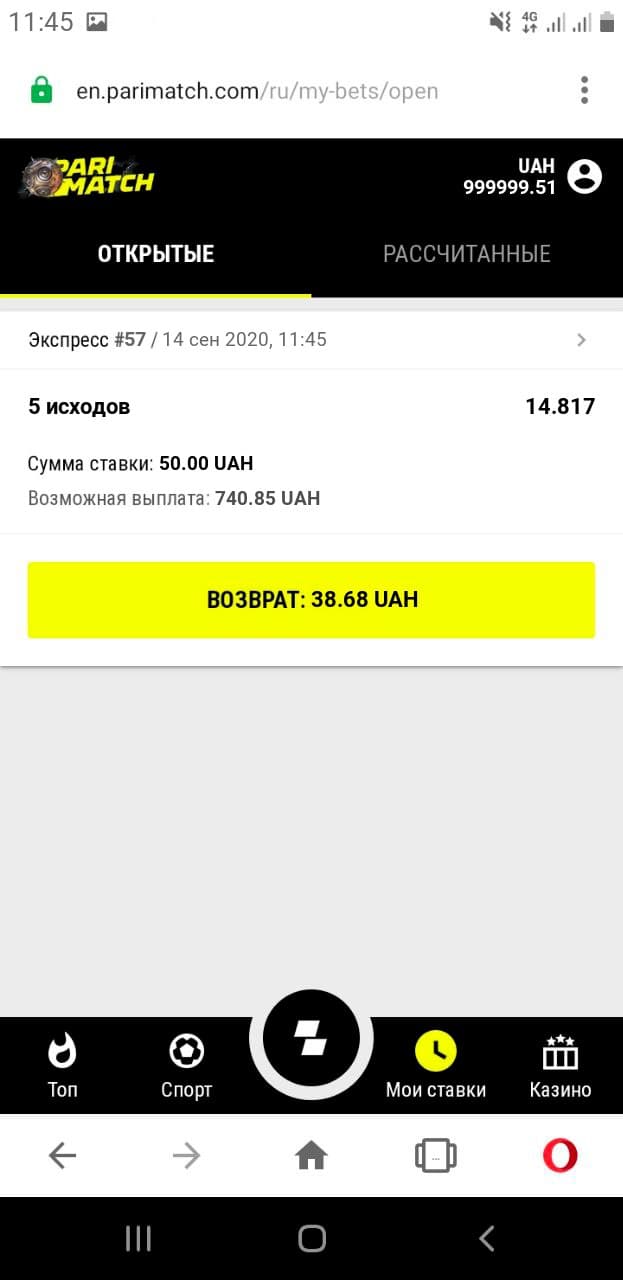 11:45
4G
en.parimatch.com/ru/my-bets/open
PARI
MATCH
UAH
999999.51
ОТКРЫТЫЕ
РАССЧИТАННЫЕ
Экспресс #57 / 14 сен 2020, 11:45
5 исходов
14.817
Сумма ставки: 50.00 UAH
Возможная выплата: 740.85 UAH
ВОЗВРАТ: 38.68 UAH
Топ
Спорт
Мои ставки
Казино